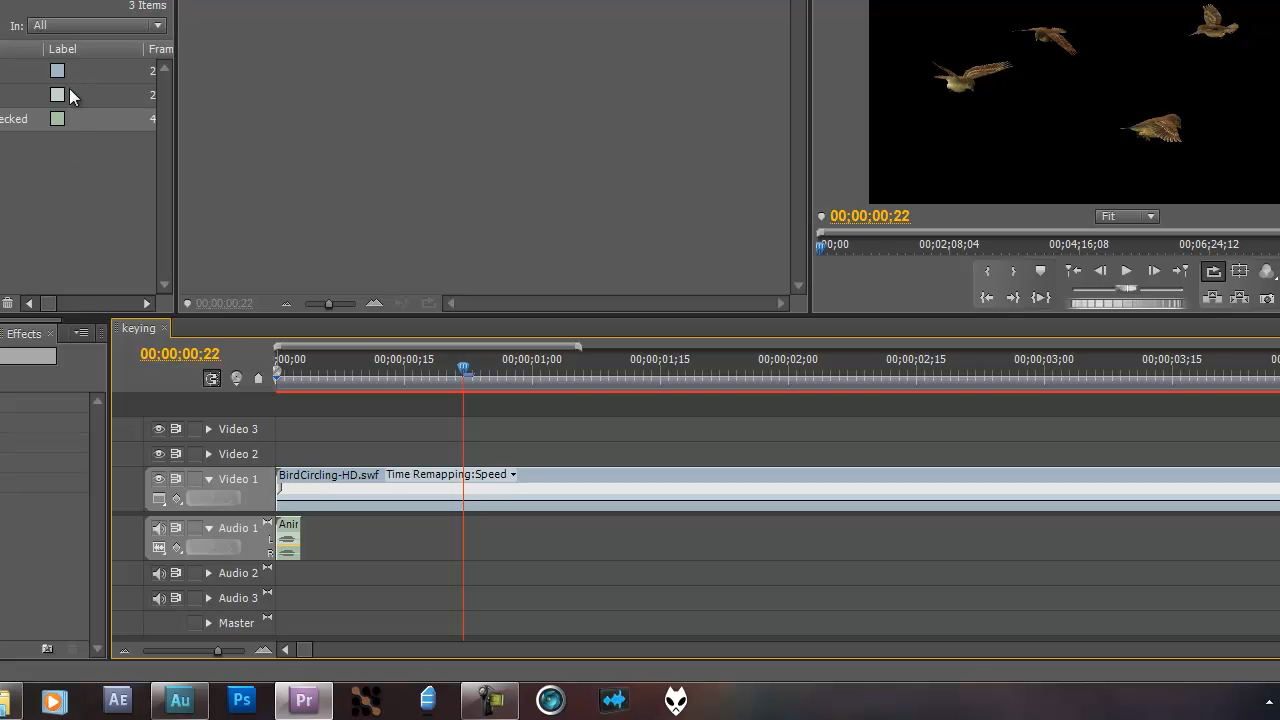 3 Items
In: All
Label Fram
2
2
ecked 4
00;00;00;22 Fit
00;00 00;02;08;04 00;04;16;08 00;06;24;12
00;00;00;22
Effects × keying ×
00;00;00;22
;00;00 00;00;00;15 00;00;01;00 00;00;01;15 00;00;02;00 00;00;02;15 00;00;03;00 00;00;03;15
Video 3
Video 2
Video 1 BirdCircling-HD.swf Time Remapping:Speed
Audio 1 Anir
L
R
Audio 2
Audio 3
Master
AE Au Ps Pr